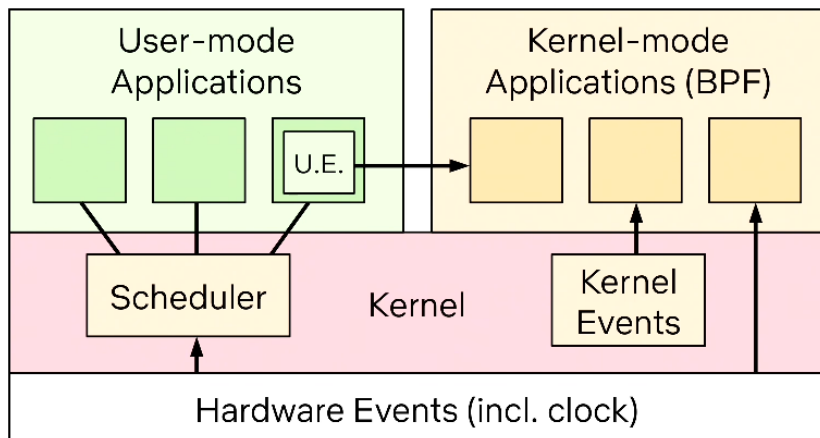 User-mode
Applications
Kernel-mode
Applications (BPF)
U.E.
Scheduler
Kernel
Kernel
Events
Hardware Events (incl. clock)